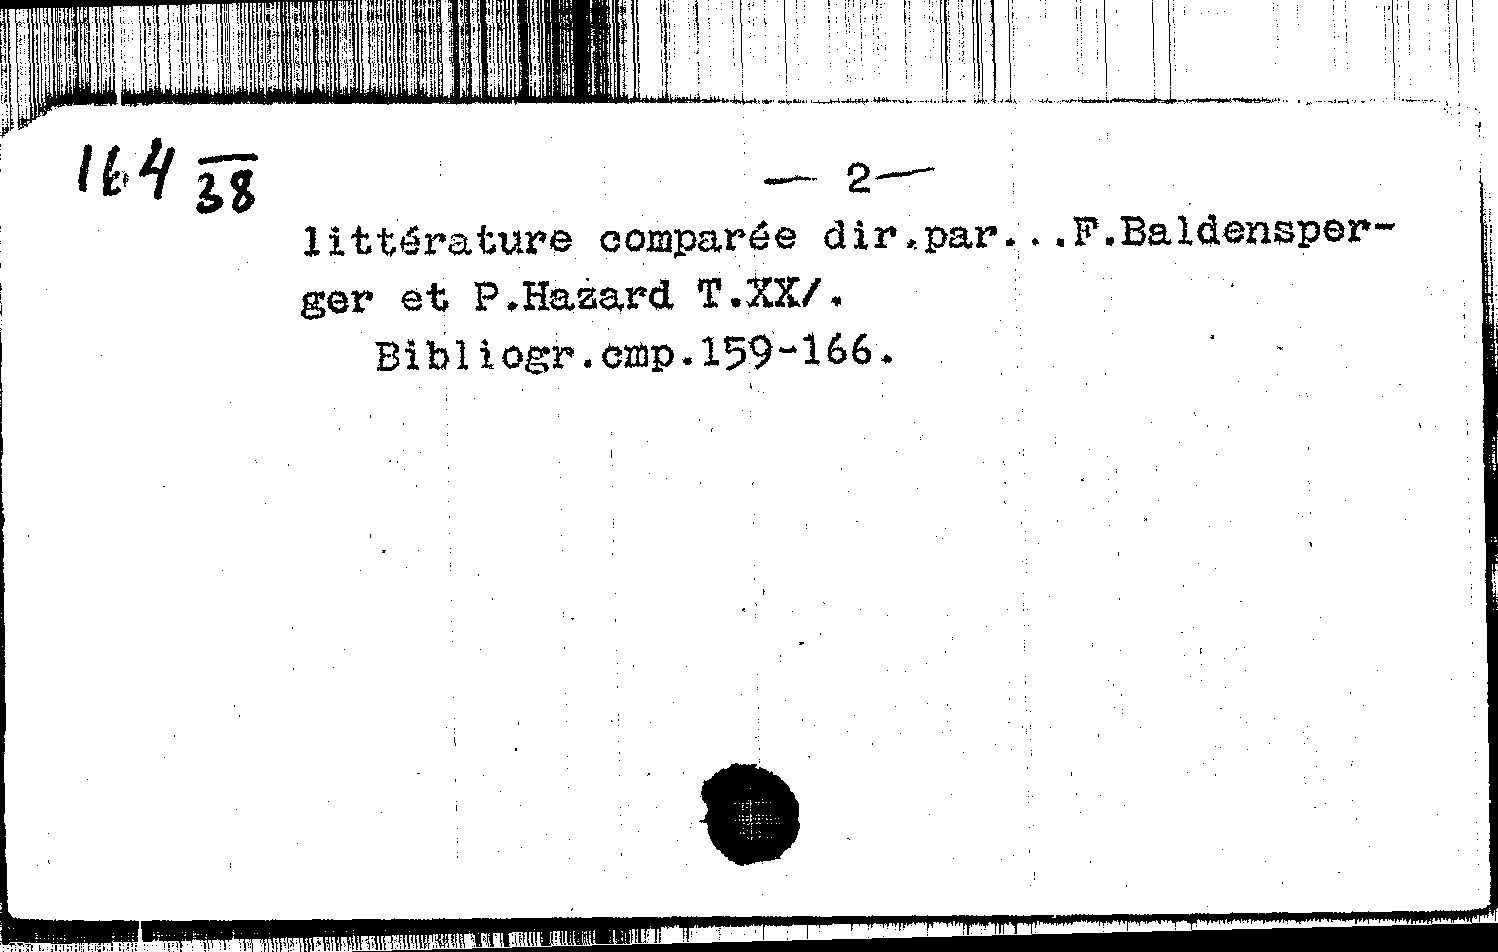 164 38
— 2 —
littérature comparée dir.par...F.Baldensper-
ger et P.Hazard T.XX/.
Bibliogr.cmp.159-166.